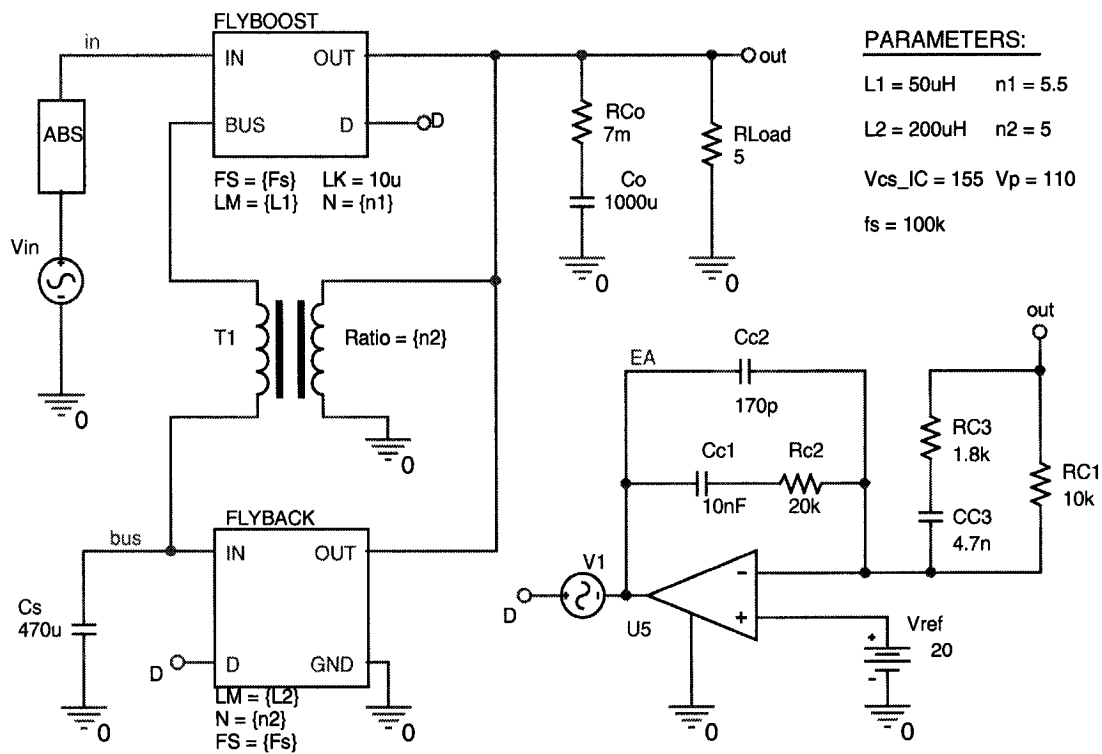 FLYBOOST
in
IN
OUT
BUS
D
D
out
ABS
Vin
0
FS = {Fs} LK = 10u
LM = {L1} N = {n1}
RCo
7m
Co
1000u
0
RLoad
5
0
PARAMETERS:
L1 = 50uH n1 = 5.5
L2 = 200uH n2 = 5
Vcs_IC = 155 Vp = 110
fs = 100k
T1
Ratio = {n2}
0
FLYBACK
bus
IN
OUT
D
D
GND
Cs
470u
0
0
LM = {L2}
N = {n2}
FS = {Fs}
out
EA
Cc2
170p
Cc1
10nF
Rc2
20k
RC3
1.8k
CC3
4.7n
RC1
10k
V1
D
U5
-
+
Vref
20
+
-
0
0